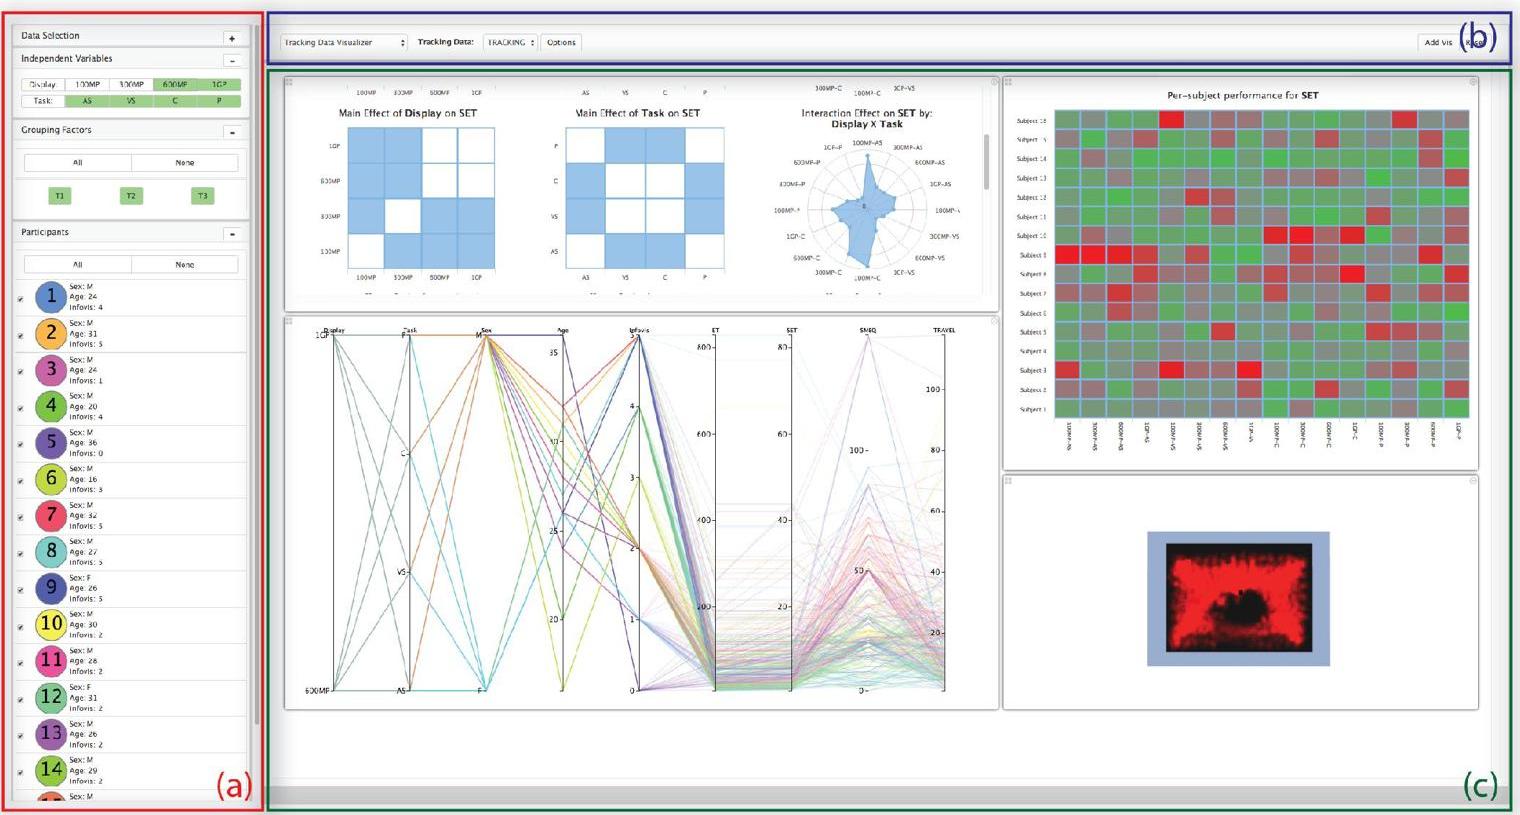 Data Selection
+
Independent Variables
-
Display: 100MP 300MP 600MP 1GP
Task: AS VS C P
Grouping Factors
-
All None
T1 T2 T3
Participants
-
All None
1
Sex: M
Age: 24
Infovis: 4
2
Sex: M
Age: 31
Infovis: 5
3
Sex: M
Age: 24
Infovis: 1
4
Sex: M
Age: 20
Infovis: 4
5
Sex: M
Age: 36
Infovis: 0
6
Sex: M
Age: 16
Infovis: 3
7
Sex: M
Age: 32
Infovis: 5
8
Sex: M
Age: 27
Infovis: 5
9
Sex: F
Age: 26
Infovis: 5
10
Sex: M
Age: 30
Infovis: 2
11
Sex: M
Age: 28
Infovis: 2
12
Sex: F
Age: 31
Infovis: 2
13
Sex: M
Age: 26
Infovis: 2
14
Sex: M
Age: 29
Infovis: 2
Sex: M
(a)
Tracking Data Visualizer Tracking Data: TRACKING Options
Add Vis
(b)
100MP 300MP 600MP 1GP
AS VS C P
300MP-C 100MP-C 1GP-VS
Main Effect of Display on SET
1GP
600MP
300MP
100MP
100MP 300MP 600MP 1GP
Main Effect of Task on SET
P
C
VS
AS
AS VS C P
Interaction Effect on SET by:
Display X Task
100MP-AS
300MP-AS
600MP-AS
1GP-AS
300MP-VS
600MP-VS
1GP-VS
100MP-C
300MP-C
600MP-C
1GP-C
100MP-P
300MP-P
600MP-P
1GP-P
Display Task Sex Age Infovis ET SET SMEQ TRAVEL
1GP
600MP
P
C
VS
AS
M
F
35
30
25
20
5
4
3
2
1
0
800
600
400
200
80
60
40
20
100
50
0
100
80
60
40
20
Per-subject performance for SET
Subject 14
Subject 13
Subject 12
Subject 11
Subject 10
Subject 7
Subject 6
Subject 5
Subject 4
Subject 3
Subject 2
Subject 1
100MP-AS 300MP-AS 600MP-AS 1GP-AS 100MP-VS 300MP-VS 600MP-VS 1GP-VS 100MP-C 300MP-C 600MP-C 1GP-C 100MP-P 300MP-P 600MP-P 1GP-P
(c)